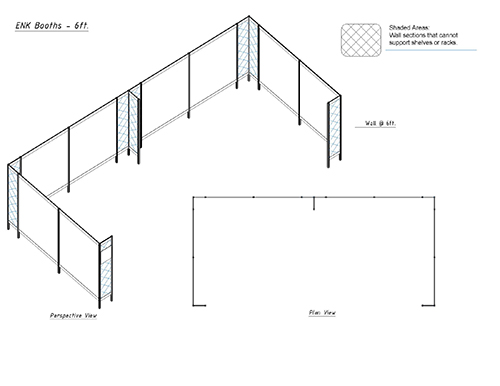 ENK Booths - 6ft.
Shaded Areas:
Wall sections that cannot
support shelves or racks.
Wall @ 6ft.
Perspective View
Plan View